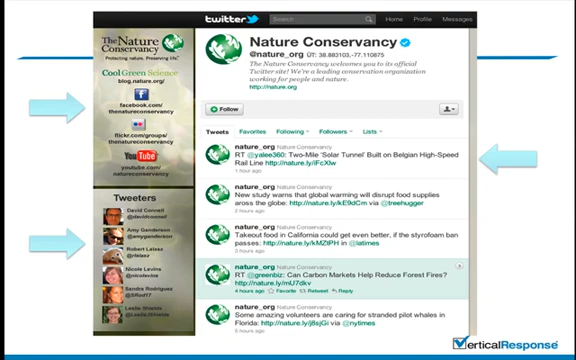 twitter
Search
Home Profile Messages
The Nature
Conservancy
Protecting nature. Preserving life.™
Cool Green Science
blog.nature.org/
facebook.com/
thenatureconservancy
flickr.com/groups/
thenatureconservancy
YouTube
youtube.com/
natureconservancy
Tweeters
David Connell
@davidconnell
Amy Ganderson
@amyganderson
Robert Lalasz
@rlalasz
Nicole Levins
@nicolelevins
Sandra Rodriguez
@SRod17
Leslie Shields
@LeslieJShields
Nature Conservancy
@nature_org ÜT: 38.883103,-77.110875
The Nature Conservancy welcomes you to its official
Twitter site! We're a leading conservation organization
working for people and nature.
http://nature.org
Follow
Tweets Favorites Following Followers Lists
nature_org Nature Conservancy
RT @yalee360: Two-Mile 'Solar Tunnel' Built on Belgian High-Speed
Rail Line http://nature.ly/iFcXlw
1 hour ago
nature_org Nature Conservancy
New study warns that global warming will disrupt food supplies
aross the globe: http://nature.ly/kE9dCm via @treehugger
2 hours ago
nature_org Nature Conservancy
Takeout food in California could get even better, if the styrofoam ban
passes: http://nature.ly/kMZtPH in @latimes
nature_org Nature Conservancy
RT @greenbiz: Can Carbon Markets Help Reduce Forest Fires?
http://nature.ly/mU7dkv
4 hours ago Favorite Retweet Reply
nature_org Nature Conservancy
Some amazing volunteers are caring for stranded pilot whales in
Florida: http://nature.ly/j8sjGi via @nytimes
5 hours ago
VerticalResponse